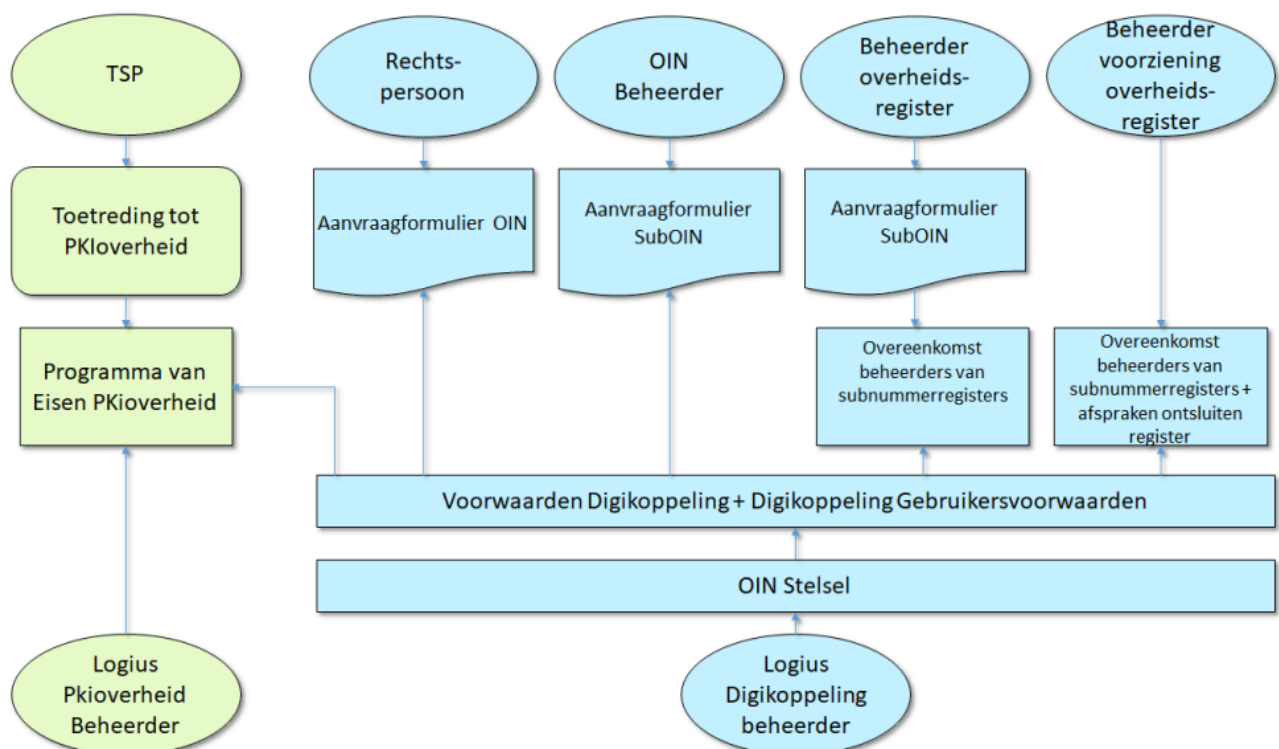 TSP
Rechts-
persoon
OIN
Beheerder
Beheerder
overheids-
register
Beheerder
voorziening
overheids-
register
Toetreding tot
PKIoverheid
Aanvraagformulier OIN
Aanvraagformulier
SubOIN
Aanvraagformulier
SubOIN
Programma van
Eisen PKioverheid
Overeenkomst
beheerders van
subnummerregisters
Overeenkomst
beheerders van
subnummerregisters +
afspraken ontsluiten
register
Voorwaarden Digikoppeling + Digikoppeling Gebruikersvoorwaarden
OIN Stelsel
Logius
Pkioverheid
Beheerder
Logius
Digikoppeling
beheerder